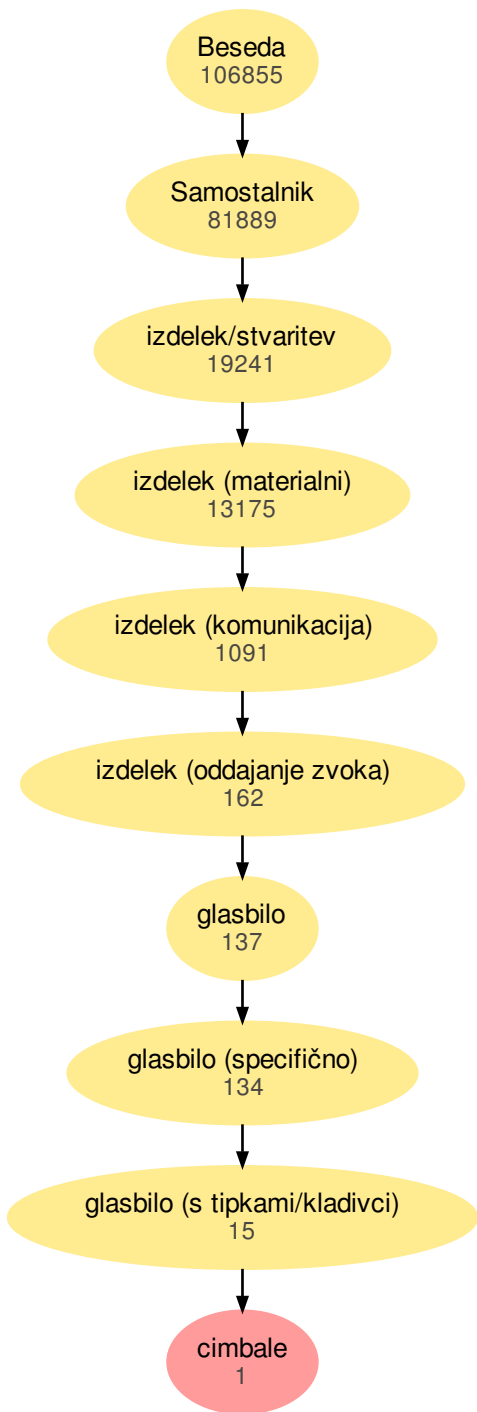 Beseda
106855
Samostalnik
81889
izdelek/stvaritev
19241
izdelek (materialni)
13175
izdelek (komunikacija)
1091
izdelek (oddajanje zvoka)
162
glasbilo
137
glasbilo (specifično)
134
glasbilo (s tipkami/kladivci)
15
cimbale
1